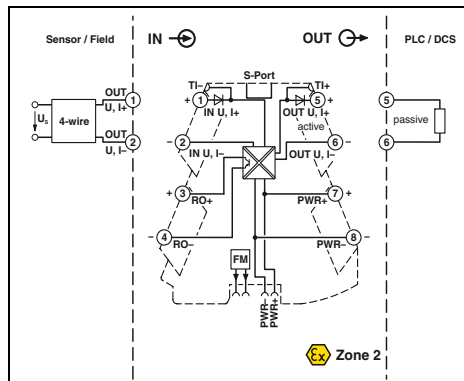 Sensor / Field
IN
OUT
PLC / DCS
S-Port
TI–
TI+
OUT
U, I+
1
+
1
IN U, I+
OUT U, I+
5
+
5
Us
4-wire
active
passive
OUT
U, I–
2
–
2
IN U, I–
OUT U, I–
6
–
6
+
3
RO+
PWR+
7
+
–
4
RO–
PWR–
8
–
FM
PWR–
PWR+
Ex
Zone 2